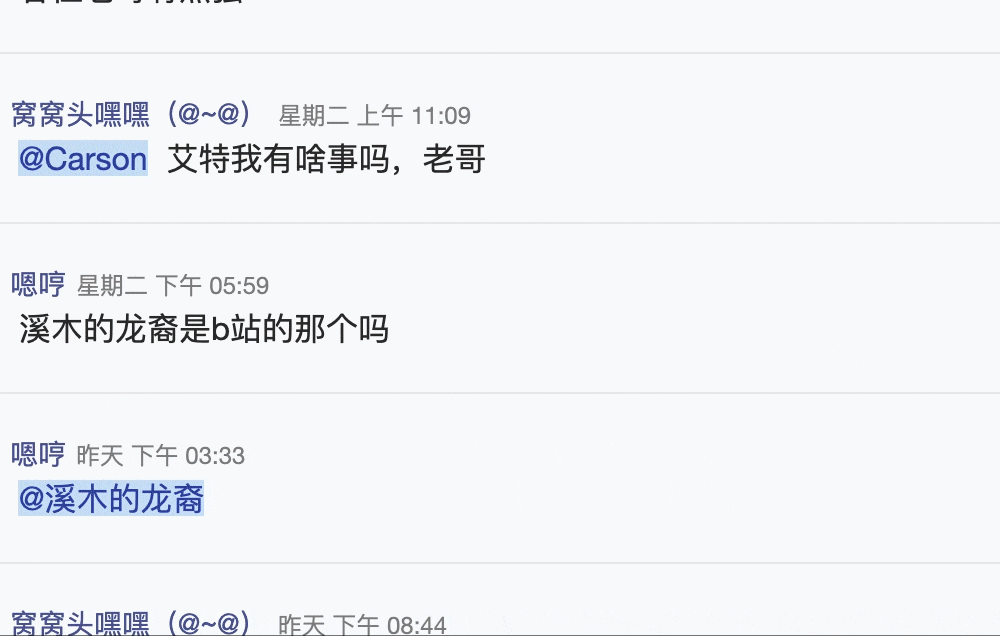 窝窝头嘿嘿（@~@） 星期二 上午 11:09
@Carson 艾特我有啥事吗，老哥
嗯哼 星期二 下午 05:59
溪木的龙裔是b站的那个吗
嗯哼 昨天 下午 03:33
@溪木的龙裔
窝窝头嘿嘿（@~@） 昨天 下午 08:44